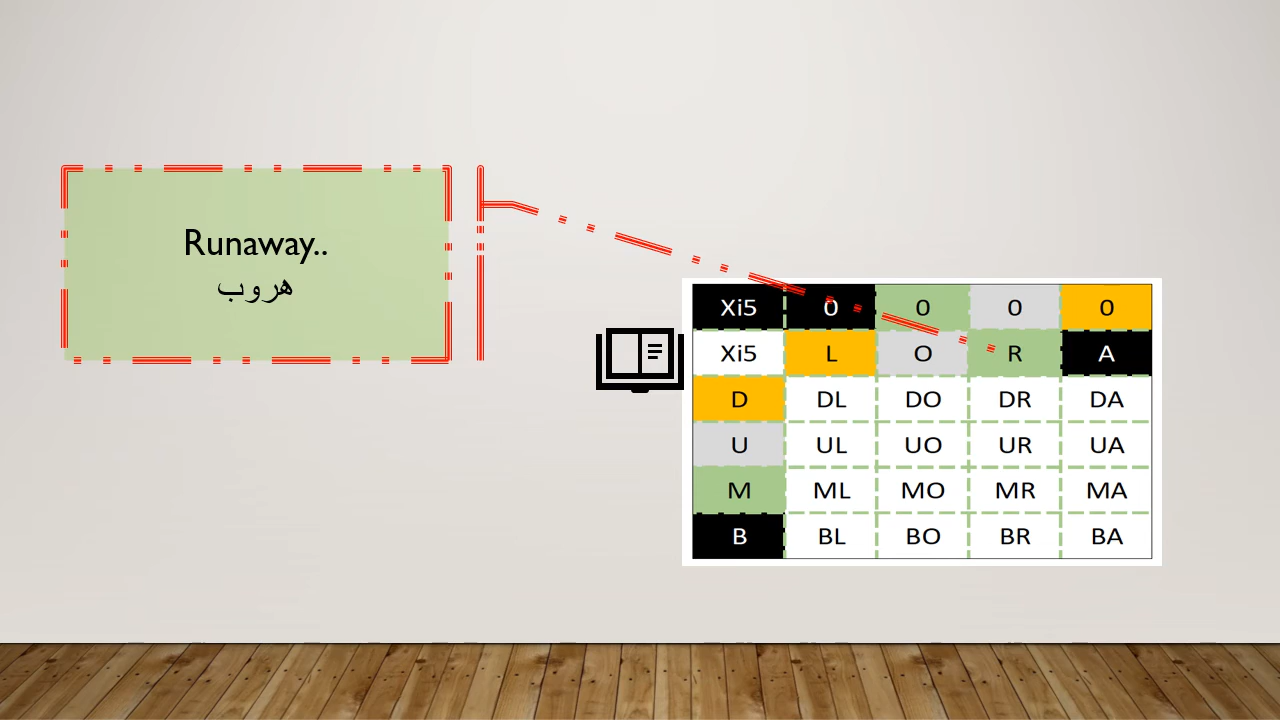 Runaway..
هروب
Xi5 0 0 0 0
Xi5 L O R A
D DL DO DR DA
U UL UO UR UA
M ML MO MR MA
B BL BO BR BA